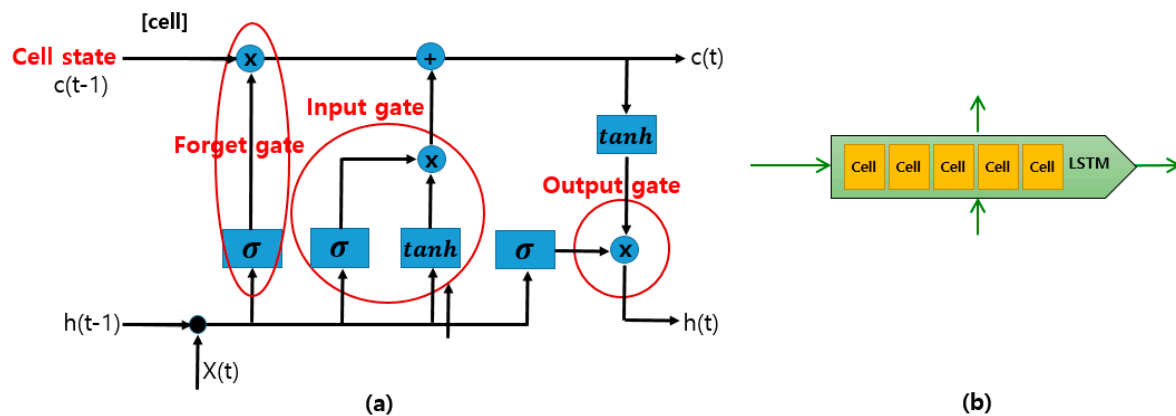 [cell]
Cell state
c(t-1)
x
+
c(t)
Input gate
Forget gate
tanh
x
Output gate
σ
σ
tanh
σ
x
h(t-1)
h(t)
X(t)
(a)
Cell Cell Cell Cell Cell LSTM
(b)